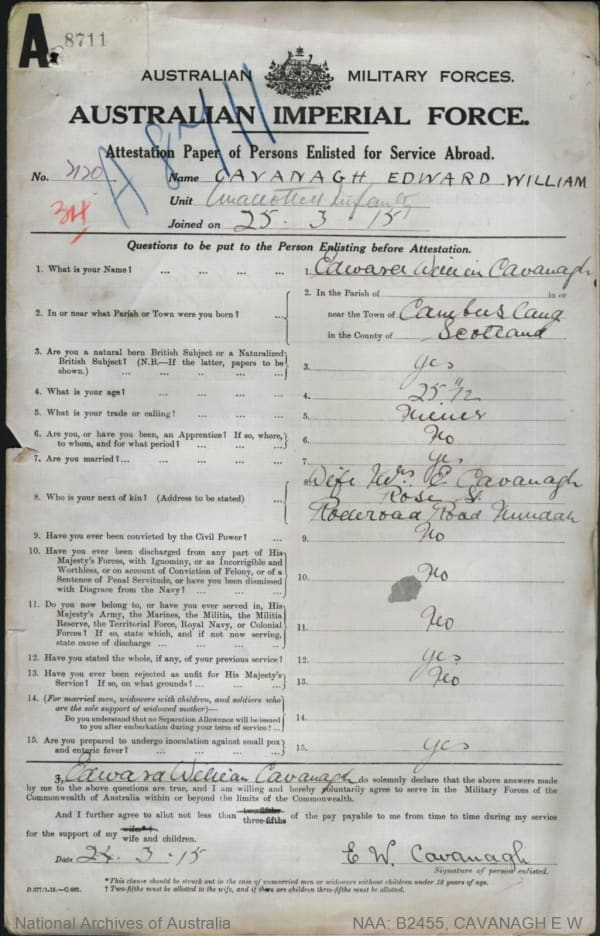 A. 8711
AUSTRALIAN MILITARY FORCES.
AUSTRALIAN IMPERIAL FORCE.
Attestation Paper of Persons Enlisted for Service Abroad.
No. 2120 Name CAVANAGH EDWARD WILLIAM
Unit Unallotted Infantry
Joined on 25.3.15
Questions to be put to the Person Enlisting before Attestation.
1. What is your Name? ... ... ... ... 1. Edward William Cavanagh
2. In or near what Parish or Town were you born? ... 2. In the Parish of in or
near the Town of Cambuslang
in the County of Scotland
3. Are you a natural born British Subject or a Naturalized
British Subject? (N.B.—If the latter, papers to be
shown.) ... ... ... ... ... 3. Yes
4. What is your age? ... ... ... ... 4. 25 11/12
5. What is your trade or calling? ... ... ... 5. Miner
6. Are you, or have you been, an Apprentice? If so, where,
to whom, and for what period? ... ... ... 6. No
7. Are you married?... ... ... ... ... 7. yes
8. Who is your next of kin? (Address to be stated) ... 8. Wife Mrs. E Cavanagh
Rose St.
Road Nundah
9. Have you ever been convicted by the Civil Power? ... 9. No
10. Have you ever been discharged from any part of His
Majesty's Forces, with Ignominy, or as Incorrigible and
Worthless, or on account of Conviction of Felony, or of a
Sentence of Penal Servitude, or have you been dismissed
with Disgrace from the Navy? ... ... ... 10. No
11. Do you now belong to, or have you ever served in, His
Majesty's Army, the Marines, the Militia, the Militia
Reserve, the Territorial Force, Royal Navy, or Colonial
Forces? If so, state which, and if not now serving,
state cause of discharge ... ... ... ... 11. No
12. Have you stated the whole, if any, of your previous service? 12. yes
13. Have you ever been rejected as unfit for His Majesty's
Service? If so, on what grounds? ... ... ... 13. No
14. (For married men, widowers with children, and soldiers who
are the sole support of widowed mother)—
Do you understand that no Separation Allowance will be issued
to you after embarkation during your term of service? ... 14.
15. Are you prepared to undergo inoculation against small pox
and enteric fever? ... ... ... ... 15. yes
I, Edward William Cavanagh do solemnly declare that the above answers made
by me to the above questions are true, and I am willing and hereby voluntarily agree to serve in the Military Forces of the
Commonwealth of Australia within or beyond the limits of the Commonwealth.
And I further agree to allot not less than two-fifths three-fifths of the pay payable to me from time to time during my service
for the support of my wife* wife and children.
Date 24.3.15 E W. Cavanagh
Signature of person enlisted.
*This clause should be struck out in the case of unmarried men or widowers without children under 18 years of age.
D.377/1.15.—C.661. † Two-fifths must be allotted to the wife, and if there are children three-fifths must be allotted.
National Archives of Australia NAA: B2455, CAVANAGH E W